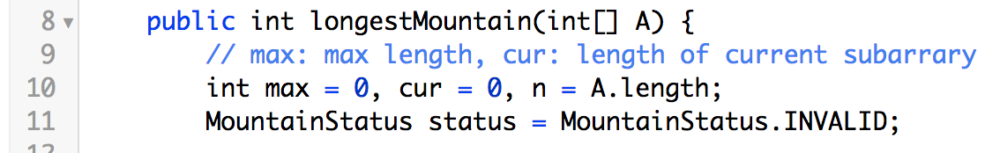 8 public int longestMountain(int[] A) {
9 // max: max length, cur: length of current subarrary
10 int max = 0, cur = 0, n = A.length;
11 MountainStatus status = MountainStatus.INVALID;